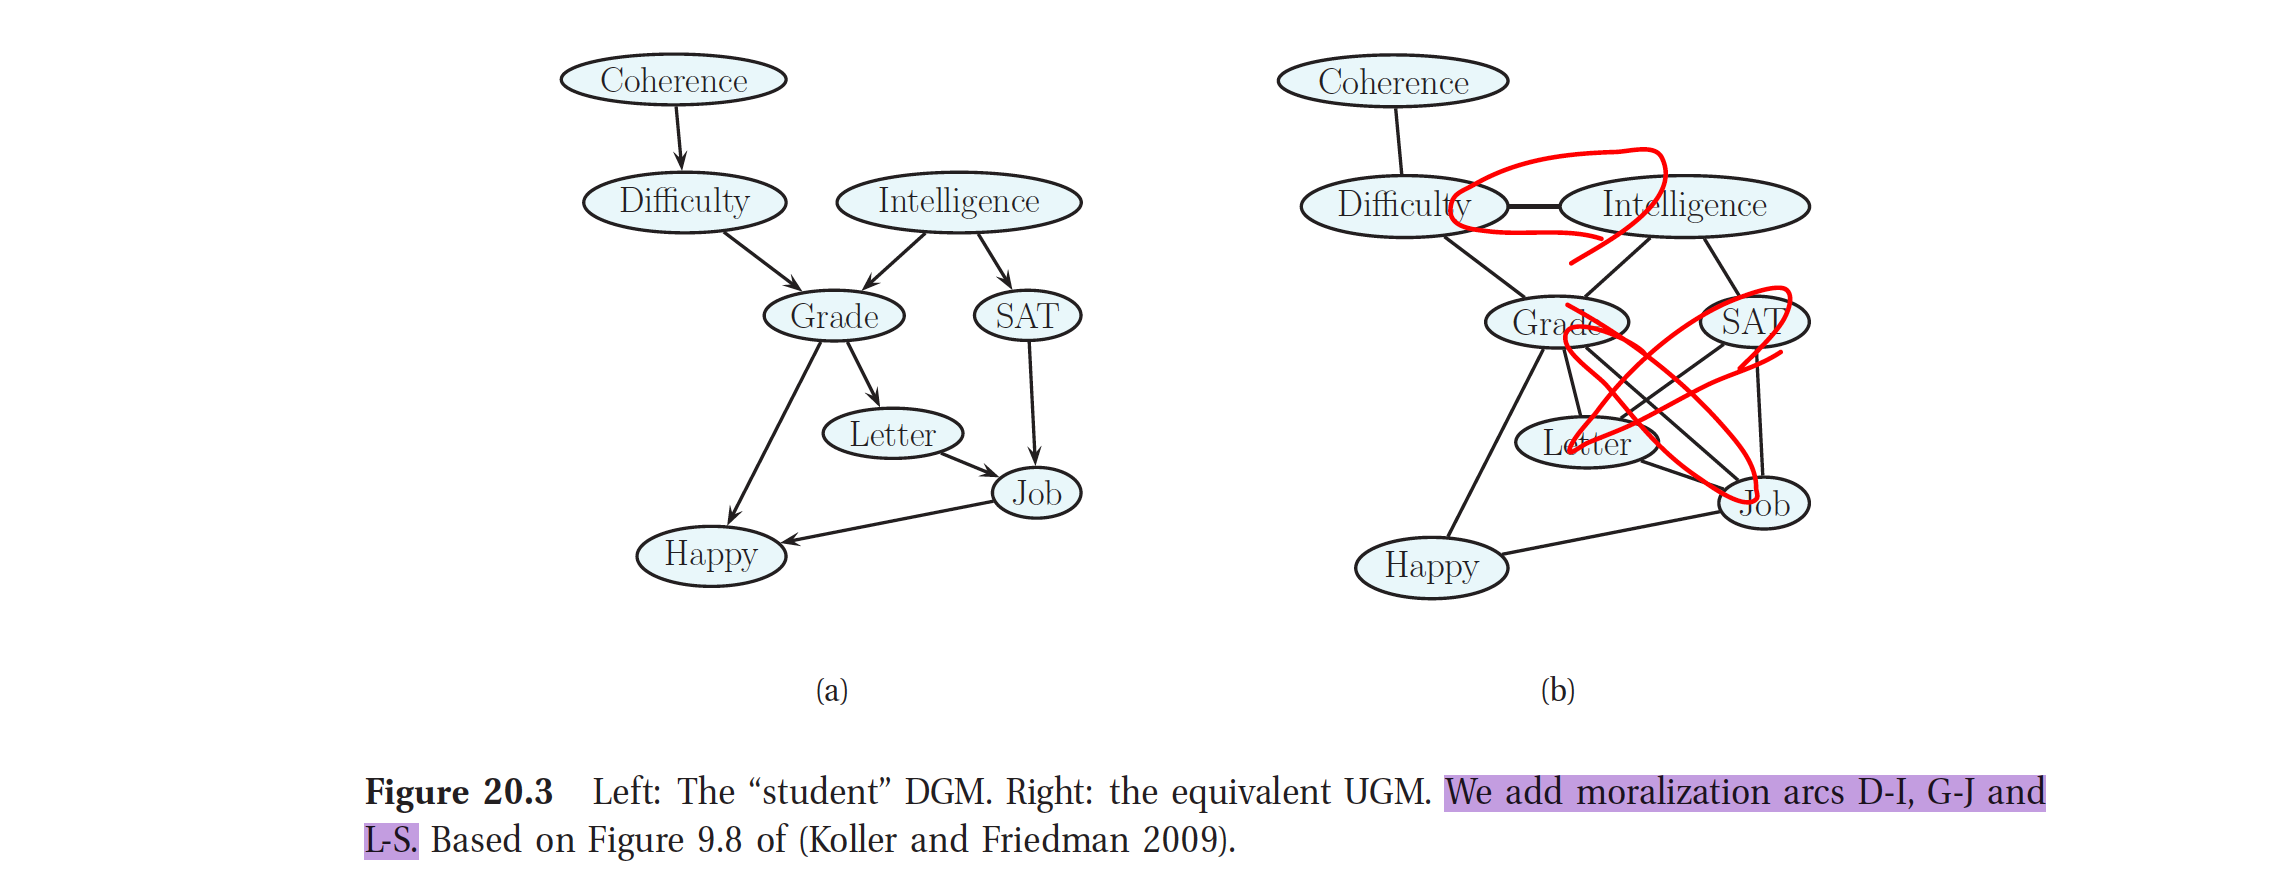 Coherence
Difficulty
Intelligence
Grade
SAT
Letter
Job
Happy
(a)
Coherence
Difficulty
Intelligence
Grade
SAT
Letter
Job
Happy
(b)
Figure 20.3 Left: The “student” DGM. Right: the equivalent UGM. We add moralization arcs D-I, G-J and
L-S. Based on Figure 9.8 of (Koller and Friedman 2009).